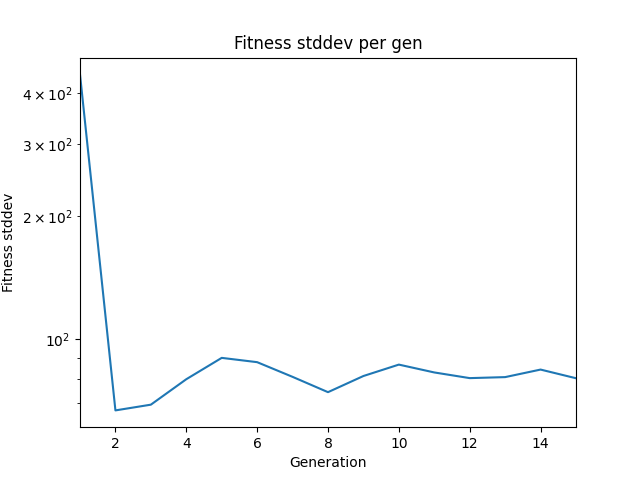 Fitness stddev per gen
Fitness stddev
4 × 10²
3 × 10²
2 × 10²
10²
2 4 6 8 10 12 14
Generation